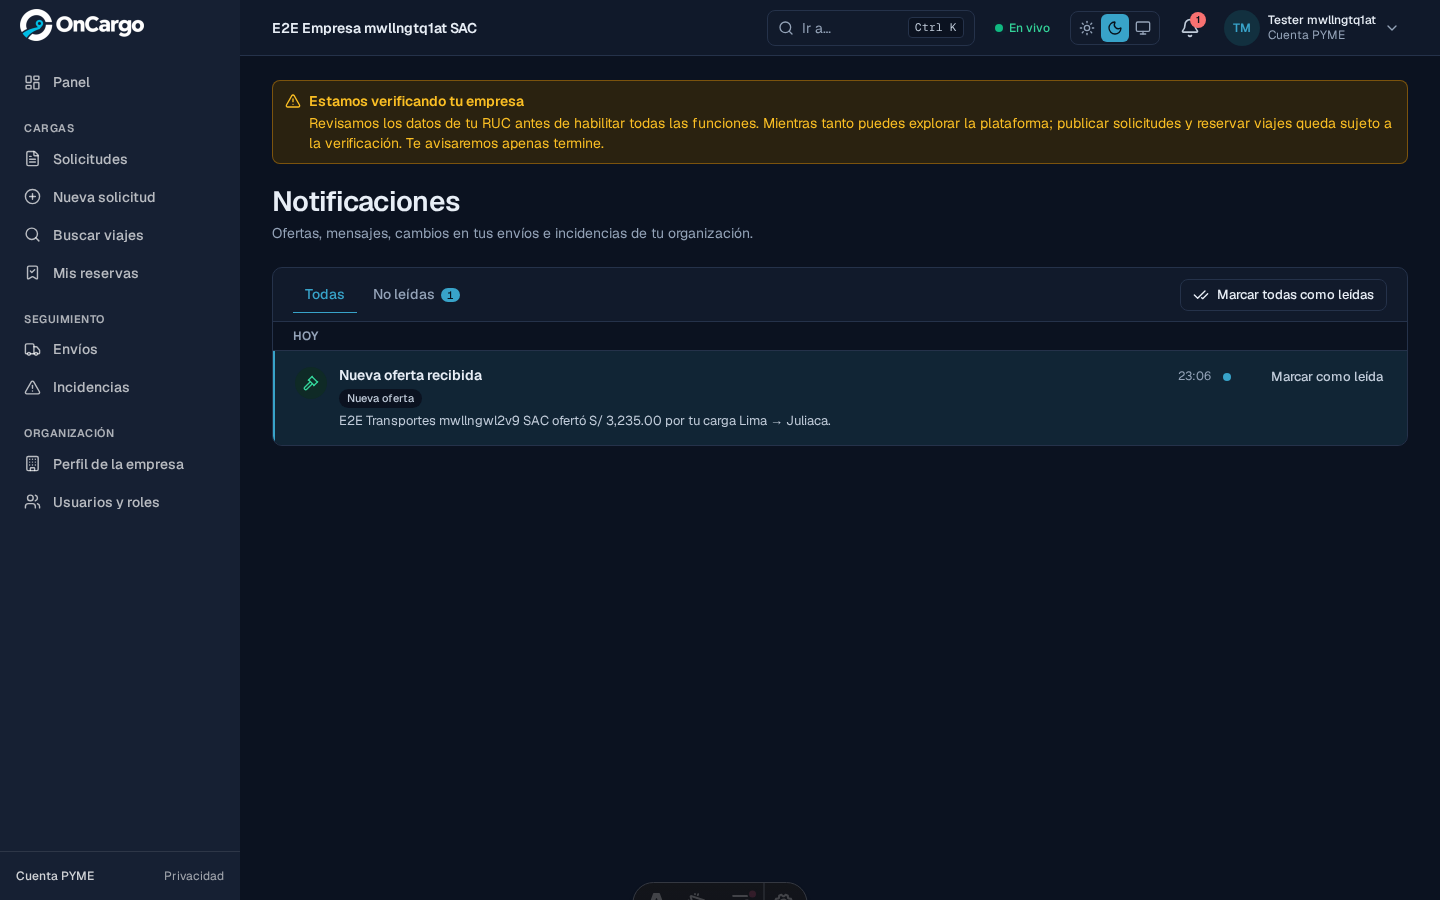 OnCargo
E2E Empresa mwllngtq1at SAC
Ir a...
Ctrl K
En vivo
1
TM
Tester mwllngtq1at
Cuenta PYME
Panel
CARGAS
Solicitudes
Nueva solicitud
Buscar viajes
Mis reservas
SEGUIMIENTO
Envíos
Incidencias
ORGANIZACIÓN
Perfil de la empresa
Usuarios y roles
Cuenta PYME
Privacidad
Estamos verificando tu empresa
Revisamos los datos de tu RUC antes de habilitar todas las funciones. Mientras tanto puedes explorar la plataforma; publicar solicitudes y reservar viajes queda sujeto a
la verificación. Te avisaremos apenas termine.
Notificaciones
Ofertas, mensajes, cambios en tus envíos e incidencias de tu organización.
Todas
No leídas 1
Marcar todas como leídas
HOY
Nueva oferta recibida
23:06
Marcar como leída
Nueva oferta
E2E Transportes mwllngwl2v9 SAC ofertó S/ 3,235.00 por tu carga Lima → Juliaca.